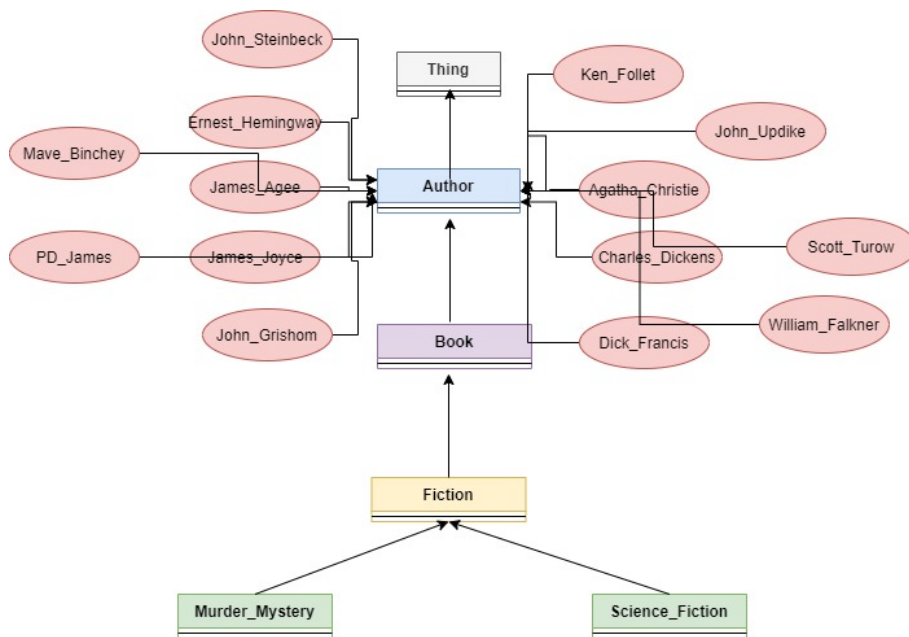 John_Steinbeck
Thing
Ken_Follet
Ernest_Hemingway
John_Updike
Mave_Binchey
James_Agee
Author
Agatha_Christie
PD_James
James_Joyce
Charles_Dickens
Scott_Turow
John_Grishom
Book
Dick_Francis
William_Falkner
Fiction
Murder_Mystery
Science_Fiction